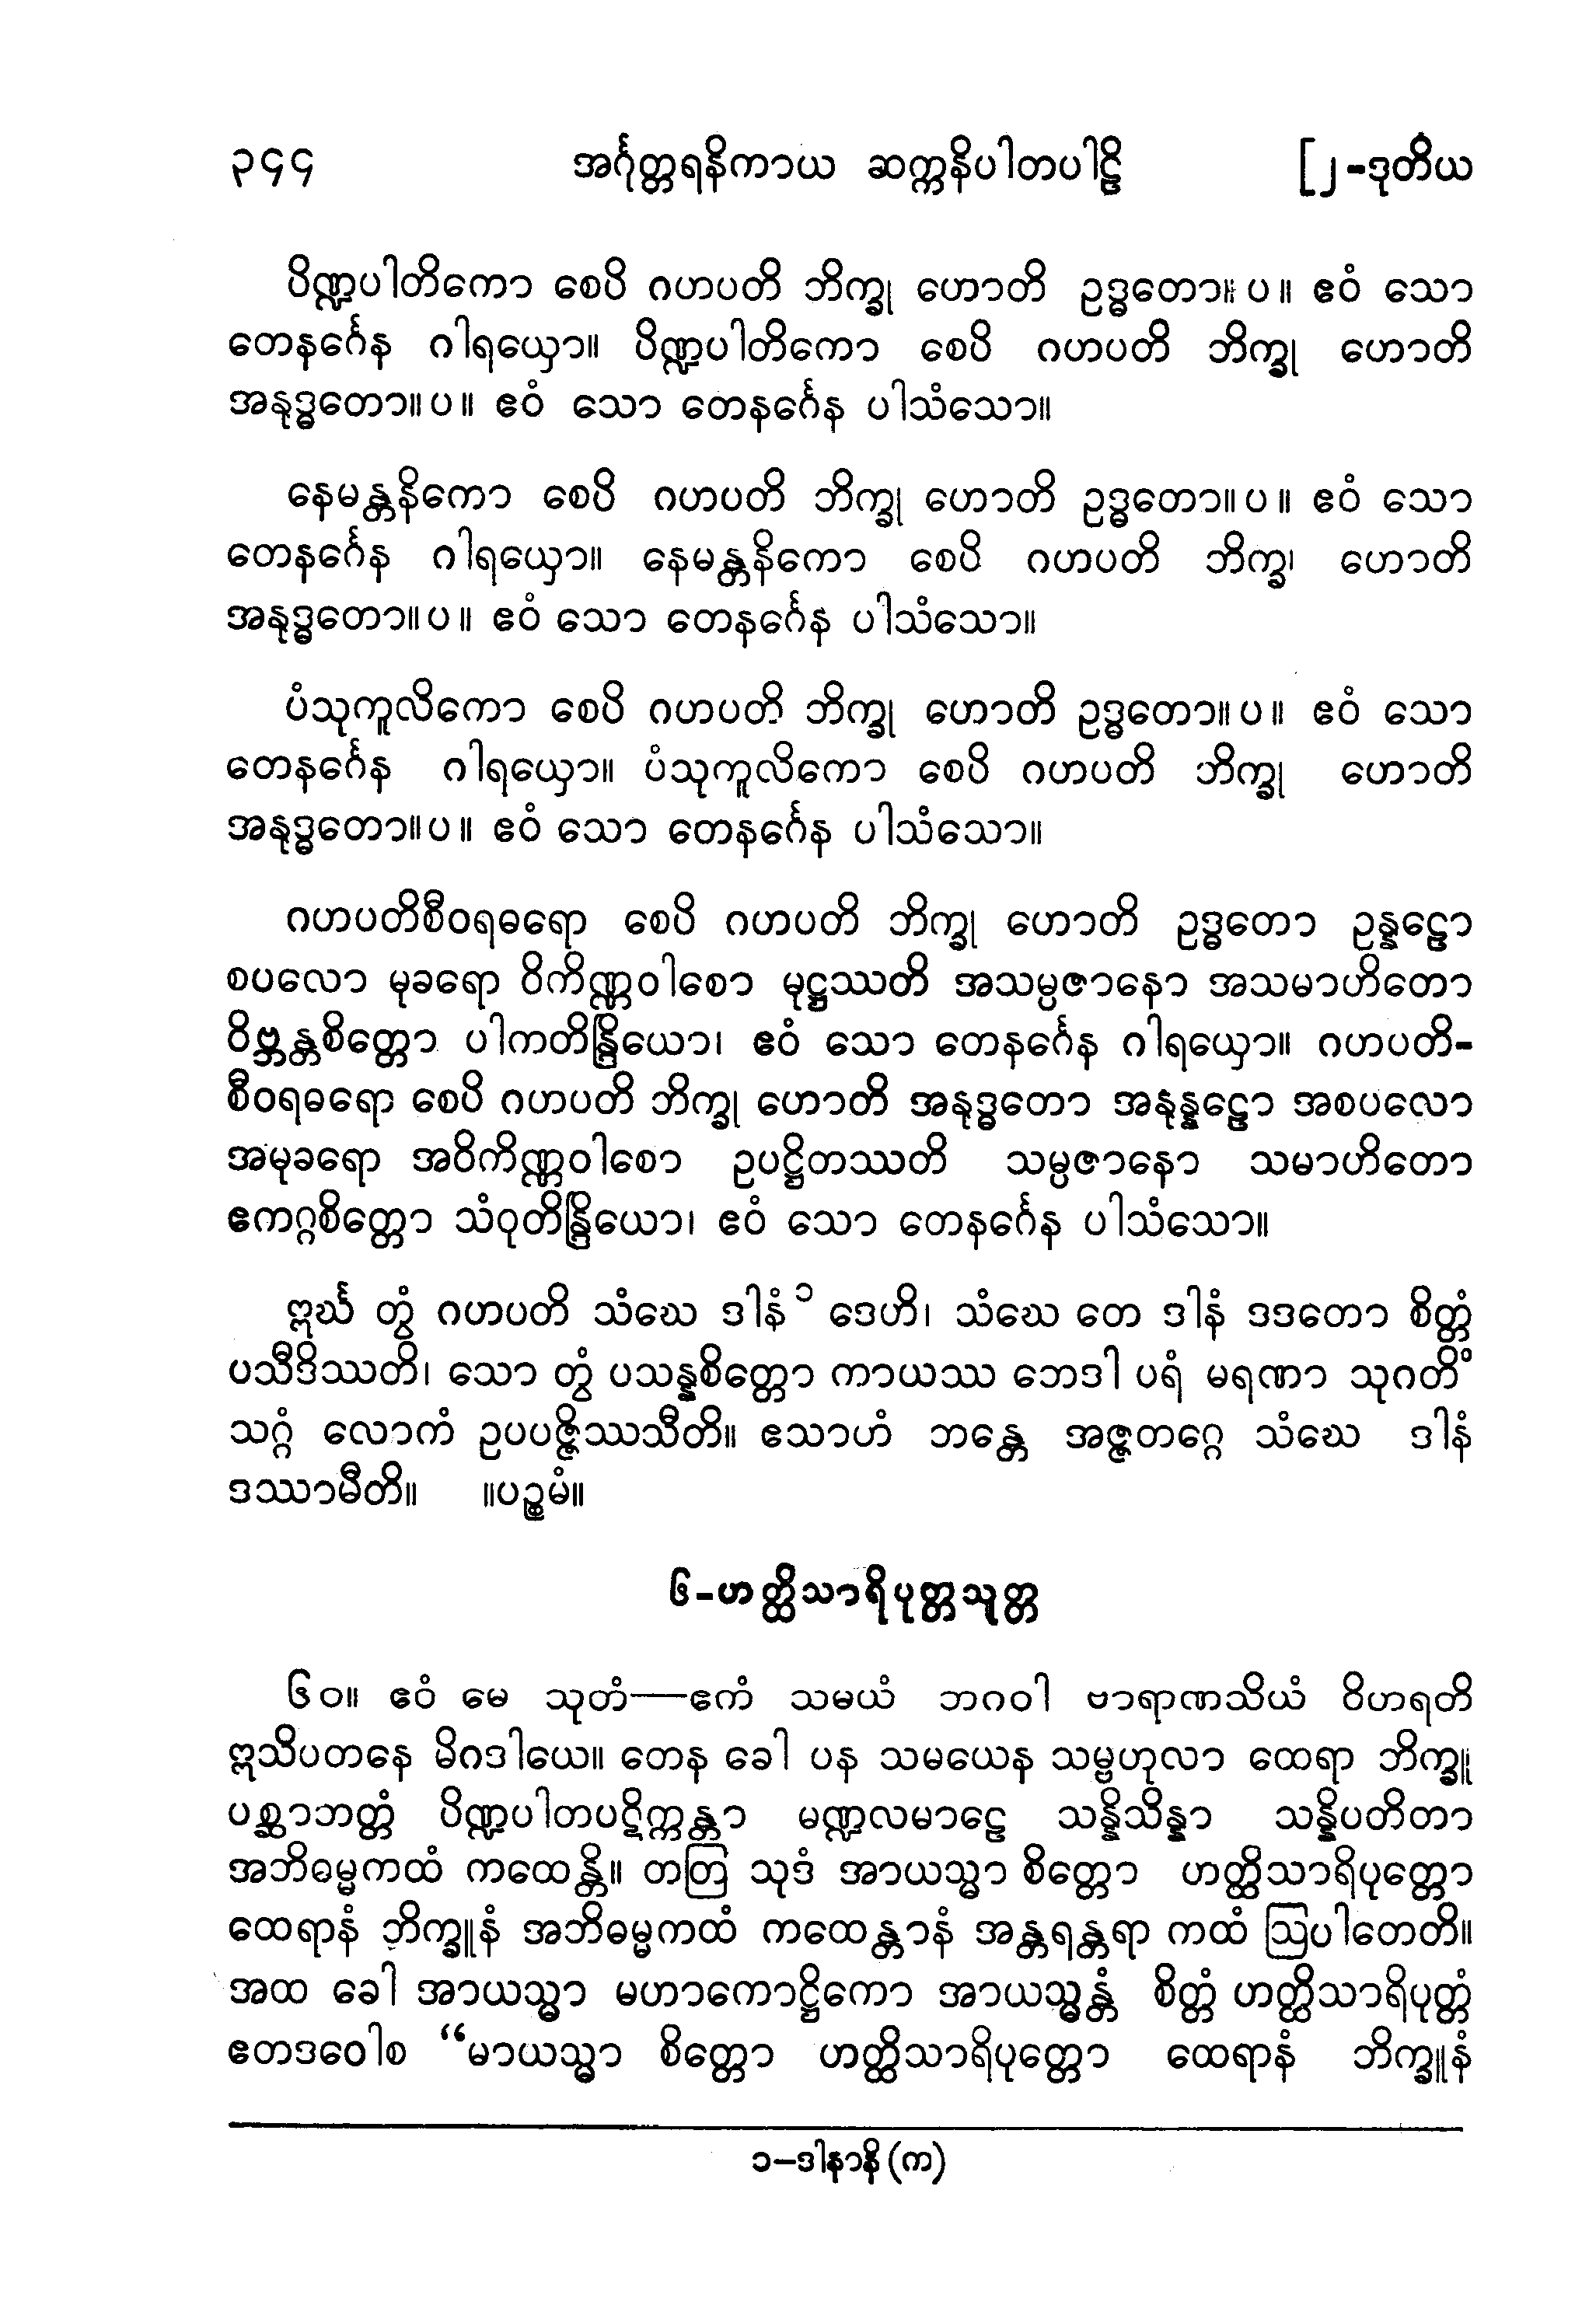 ၃၄၄ အင်္ဂုတ္တရနိကာယ ဆက္ကနိပါတပါဠိ [၂-ဒုတိယ
ပိဏ္ဍပါတိကော စေပိ ဂဟပတိ ဘိက္ခု ဟောတိ ဥဒ္ဓတော။ ပ ။ ဧဝံ သော
တေနင်္ဂေန ဂါရယှော။ ပိဏ္ဍပါတိကော စေပိ ဂဟပတိ ဘိက္ခု ဟောတိ
အနုဒ္ဓတော။ ပ ။ ဧဝံ သော တေနင်္ဂေန ပါသံသော။
နေမန္တနိကော စေပိ ဂဟပတိ ဘိက္ခု ဟောတိ ဥဒ္ဓတော။ ပ ။ ဧဝံ သော
တေနင်္ဂေန ဂါရယှော။ နေမန္တနိကော စေပိ ဂဟပတိ ဘိက္ခု ဟောတိ
အနုဒ္ဓတော။ ပ ။ ဧဝံ သော တေနင်္ဂေန ပါသံသော။
ပံသုကူလိကော စေပိ ဂဟပတိ ဘိက္ခု ဟောတိ ဥဒ္ဓတော။ ပ ။ ဧဝံ သော
တေနင်္ဂေန ဂါရယှော။ ပံသုကူလိကော စေပိ ဂဟပတိ ဘိက္ခု ဟောတိ
အနုဒ္ဓတော။ ပ ။ ဧဝံ သော တေနင်္ဂေန ပါသံသော။
ဂဟပတိစီဝရဓရော စေပိ ဂဟပတိ ဘိက္ခု ဟောတိ ဥဒ္ဓတော ဥန္နဠော
စပလော မုခရော ဝိကိဏ္ဏဝါစော မုဋ္ဌဿတိ အသမ္ပဇာနော အသမာဟိတော
ဝိဗ္ဘန္တစိတ္တော ပါကတိန္ဒြိယော၊ ဧဝံ သော တေနင်္ဂေန ဂါရယှော။ ဂဟပတိ-
စီဝရဓရော စေပိ ဂဟပတိ ဘိက္ခု ဟောတိ အနုဒ္ဓတော အနုန္နဠော အစပလော
အမုခရော အဝိကိဏ္ဏဝါစော ဥပဋ္ဌိတဿတိ သမ္ပဇာနော သမာဟိတော
ဧကဂ္ဂစိတ္တော သံဝုတိန္ဒြိယော၊ ဧဝံ သော တေနင်္ဂေန ပါသံသော။
ဣင်္ဃ တွံ ဂဟပတိ သံဃေ ဒါနံ ၁ ဒေဟိ၊ သံဃေ တေ ဒါနံ ဒဒတော စိတ္တံ
ပသီဒိဿတိ၊ သော တွံ ပသန္နစိတ္တော ကာယဿ ဘေဒါ ပရံ မရဏာ သုဂတိံ
သဂ္ဂံ လောကံ ဥပပဇ္ဇိဿသီတိ။ ဧသာဟံ ဘန္တေ အဇ္ဇတဂ္ဂေ သံဃေ ဒါနံ
ဒဿာမီတိ။ ။ပဉ္စမံ။
၆-ဟတ္ထိသာရိပုတ္တသုတ္တ
၆၀။ ဧဝံ မေ သုတံ—ဧကံ သမယံ ဘဂဝါ ဗာရာဏသိယံ ဝိဟရတိ
ဣသိပတနေ မိဂဒါယေ။ တေန ခေါ ပန သမယေန သမ္ဗဟုလာ ထေရာ ဘိက္ခူ
ပစ္ဆာဘတ္တံ ပိဏ္ဍပါတပဋိက္ကန္တာ မဏ္ဍလမာဠေ သန္နိသိန္နာ သန္နိပတိတာ
အဘိဓမ္မကထံ ကထေန္တိ။ တတြ သုဒံ အာယသ္မာ စိတ္တော ဟတ္ထိသာရိပုတ္တော
ထေရာနံ ဘိက္ခူနံ အဘိဓမ္မကထံ ကထေန္တာနံ အန္တရန္တရာ ကထံ ဩပါတေတိ။
အထ ခေါ အာယသ္မာ မဟာကောဋ္ဌိကော အာယသ္မန္တံ စိတ္တံ ဟတ္ထိသာရိပုတ္တံ
ဧတဒဝေါစ “မာယသ္မာ စိတ္တော ဟတ္ထိသာရိပုတ္တော ထေရာနံ ဘိက္ခူနံ
၁-ဒါနာနိ (က)